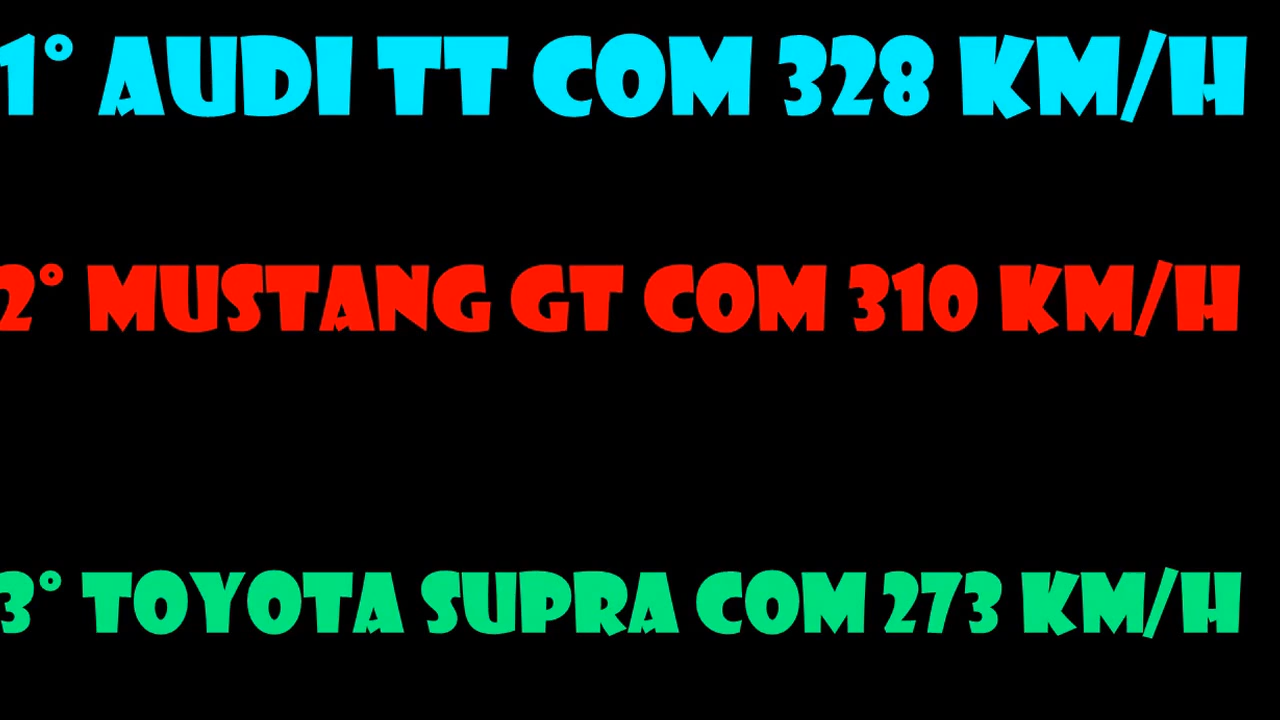 1° AUDI TT COM 328 KM/H
2° MUSTANG GT COM 310 KM/H
3° TOYOTA SUPRA COM 273 KM/H